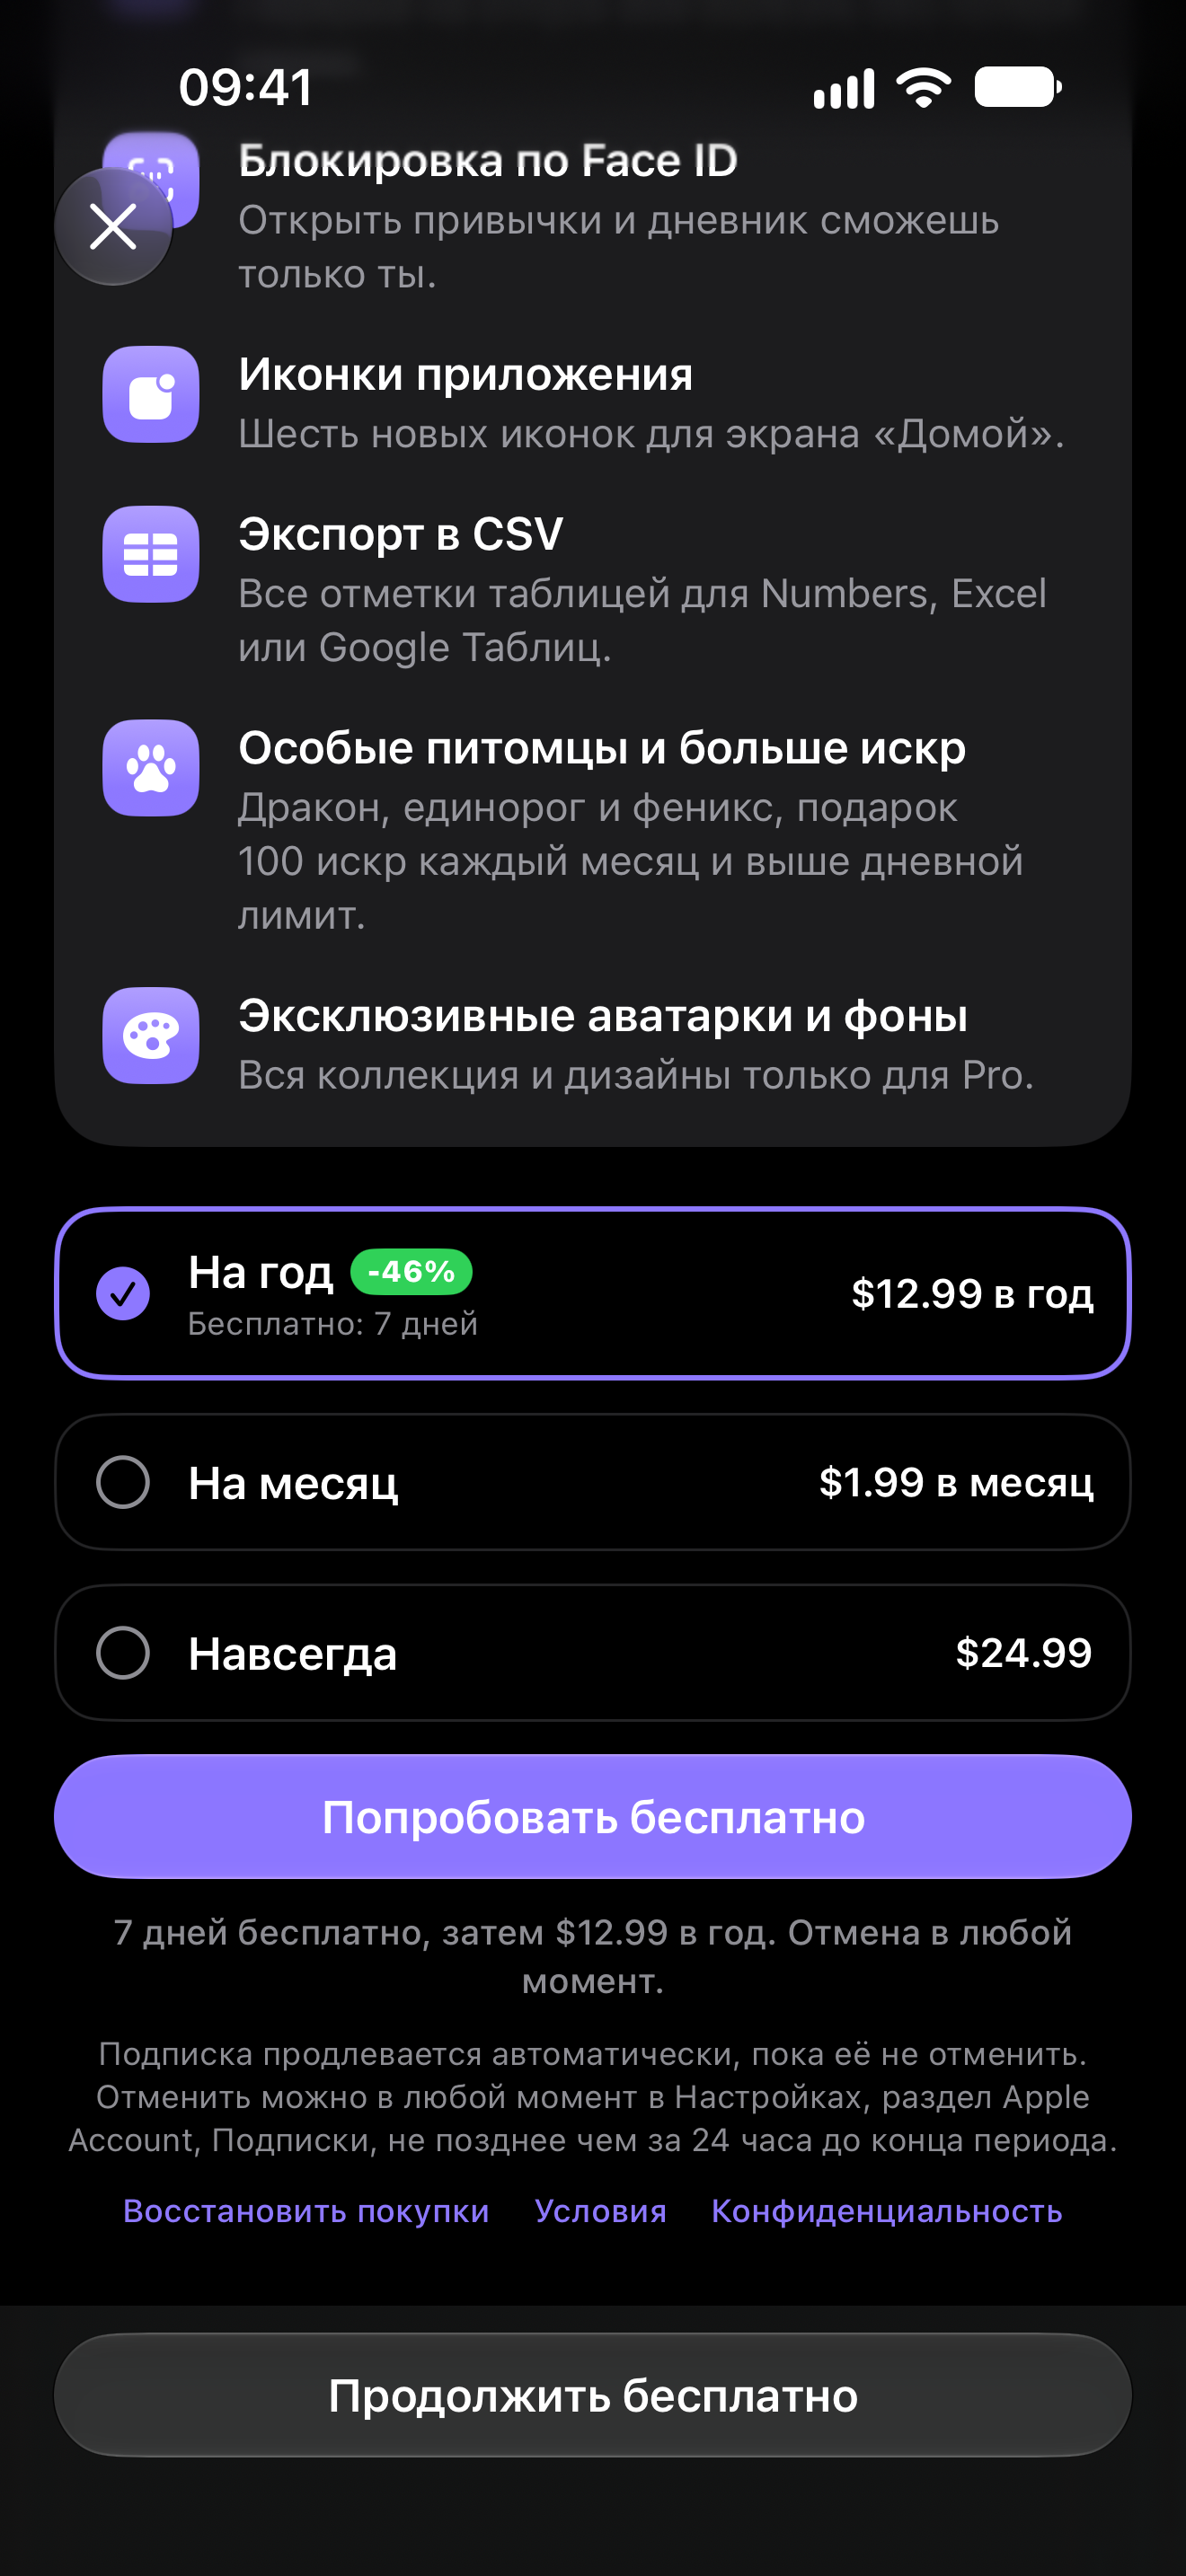 09:41
Блокировка по Face ID
Открыть привычки и дневник сможешь
только ты.
Иконки приложения
Шесть новых иконок для экрана «Домой».
Экспорт в CSV
Все отметки таблицей для Numbers, Excel
или Google Таблиц.
Особые питомцы и больше искр
Дракон, единорог и феникс, подарок
100 искр каждый месяц и выше дневной
лимит.
Эксклюзивные аватарки и фоны
Вся коллекция и дизайны только для Pro.
На год -46%
Бесплатно: 7 дней
$12.99 в год
На месяц
$1.99 в месяц
Навсегда
$24.99
Попробовать бесплатно
7 дней бесплатно, затем $12.99 в год. Отмена в любой
момент.
Подписка продлевается автоматически, пока её не отменить.
Отменить можно в любой момент в Настройках, раздел Apple
Account, Подписки, не позднее чем за 24 часа до конца периода.
Восстановить покупки Условия Конфиденциальность
Продолжить бесплатно